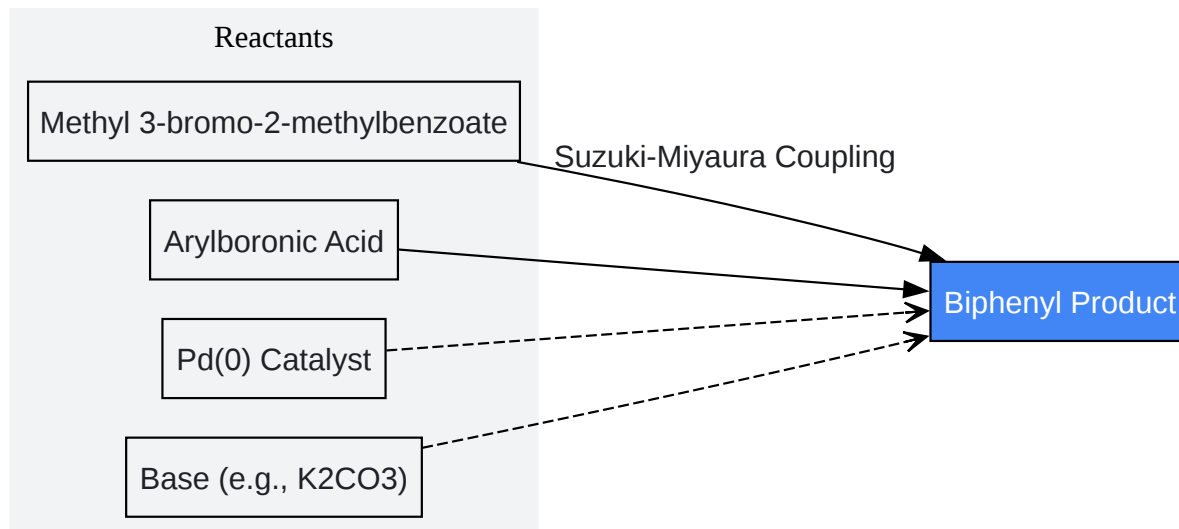 Reactants
Methyl 3-bromo-2-methylbenzoate
Suzuki-Miyaura Coupling
Arylboronic Acid
Biphenyl Product
Pd(0) Catalyst
Base (e.g., K2CO3)